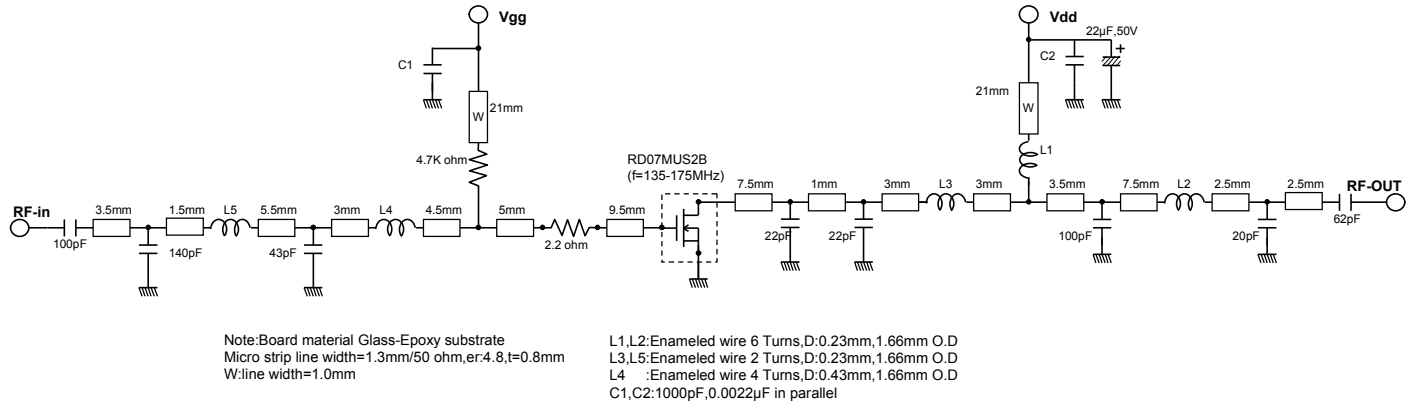 Vgg
Vdd
22µF,50V
+
C1
C2
21mm
W
21mm
W
4.7K ohm
L1
RD07MUS2B
(f=135-175MHz)
RF-in
3.5mm
1.5mm
L5
5.5mm
3mm
L4
4.5mm
5mm
9.5mm
7.5mm
1mm
3mm
L3
3mm
3.5mm
7.5mm
L2
2.5mm
2.5mm
RF-OUT
100pF
140pF
43pF
2.2 ohm
22pF
22pF
100pF
20pF
62pF
Note:Board material Glass-Epoxy substrate
Micro strip line width=1.3mm/50 ohm,er:4.8,t=0.8mm
W:line width=1.0mm
L1,L2:Enameled wire 6 Turns,D:0.23mm,1.66mm O.D
L3,L5:Enameled wire 2 Turns,D:0.23mm,1.66mm O.D
L4 :Enameled wire 4 Turns,D:0.43mm,1.66mm O.D
C1,C2:1000pF,0.0022µF in parallel